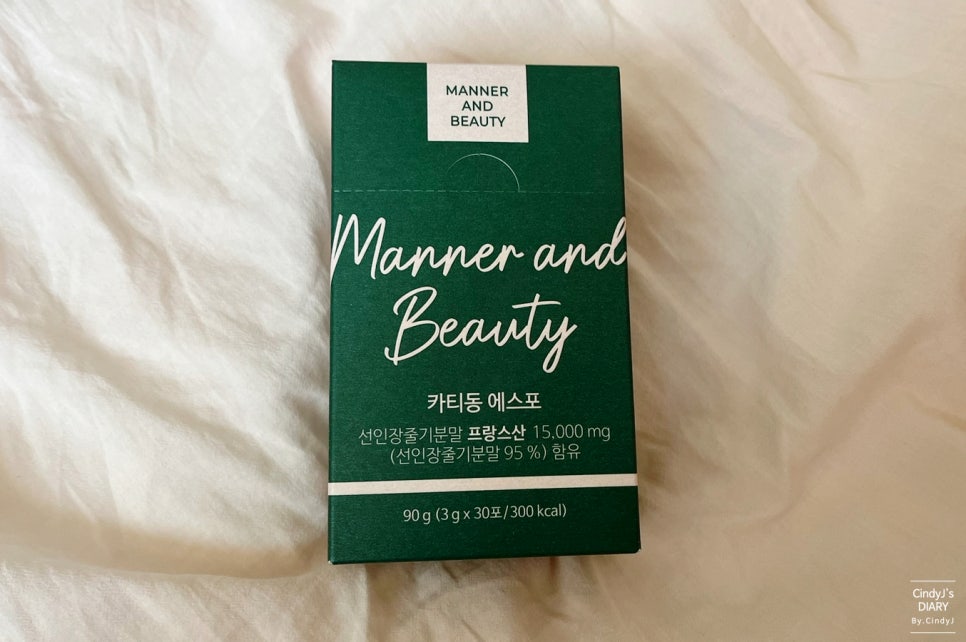 MANNER
AND
BEAUTY
Manner and
Beauty
카티동 에스포
선인장줄기분말 프랑스산 15,000 mg
(선인장줄기분말 95 %) 함유
90 g (3 g x 30포/300 kcal)
CindyJ's
DIARY
By.CindyJ